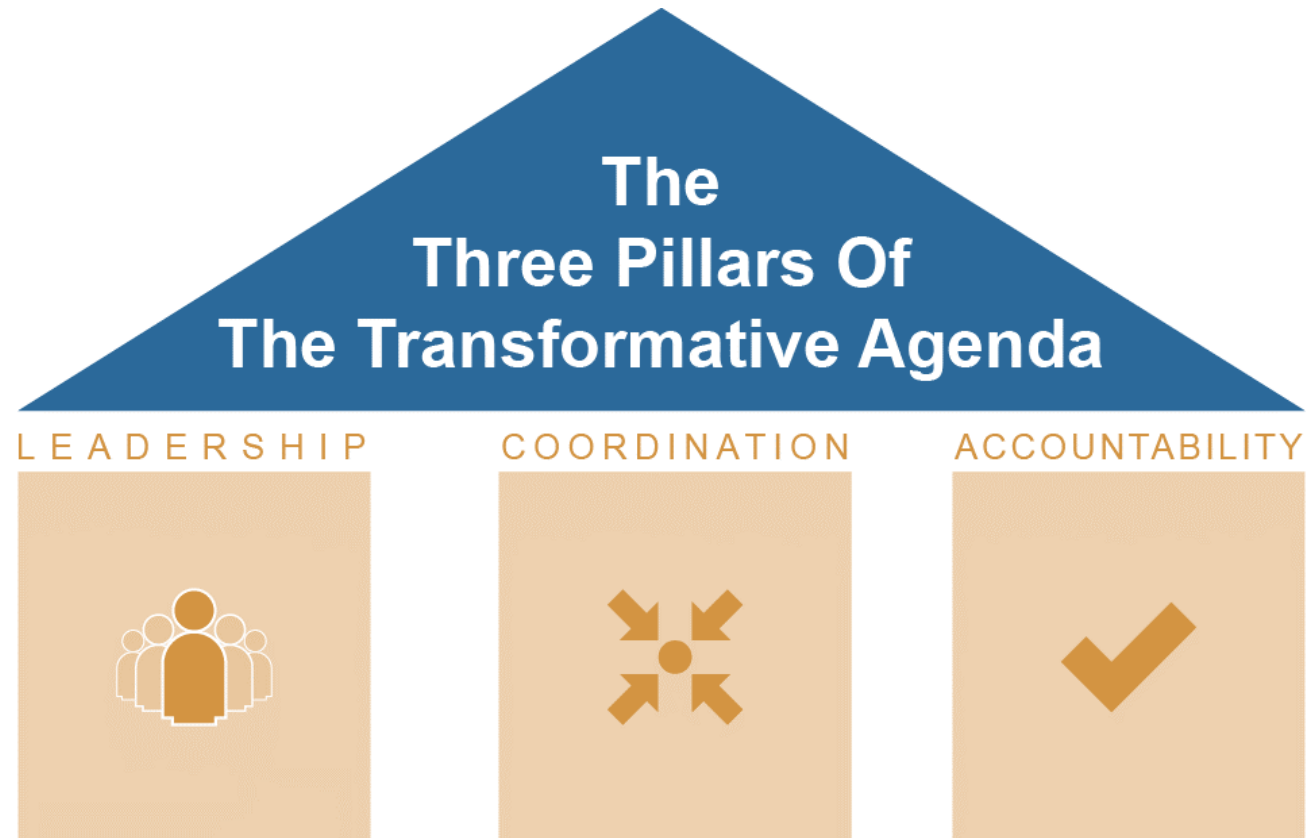 The
Three Pillars Of
The Transformative Agenda
LEADERSHIP
COORDINATION
ACCOUNTABILITY